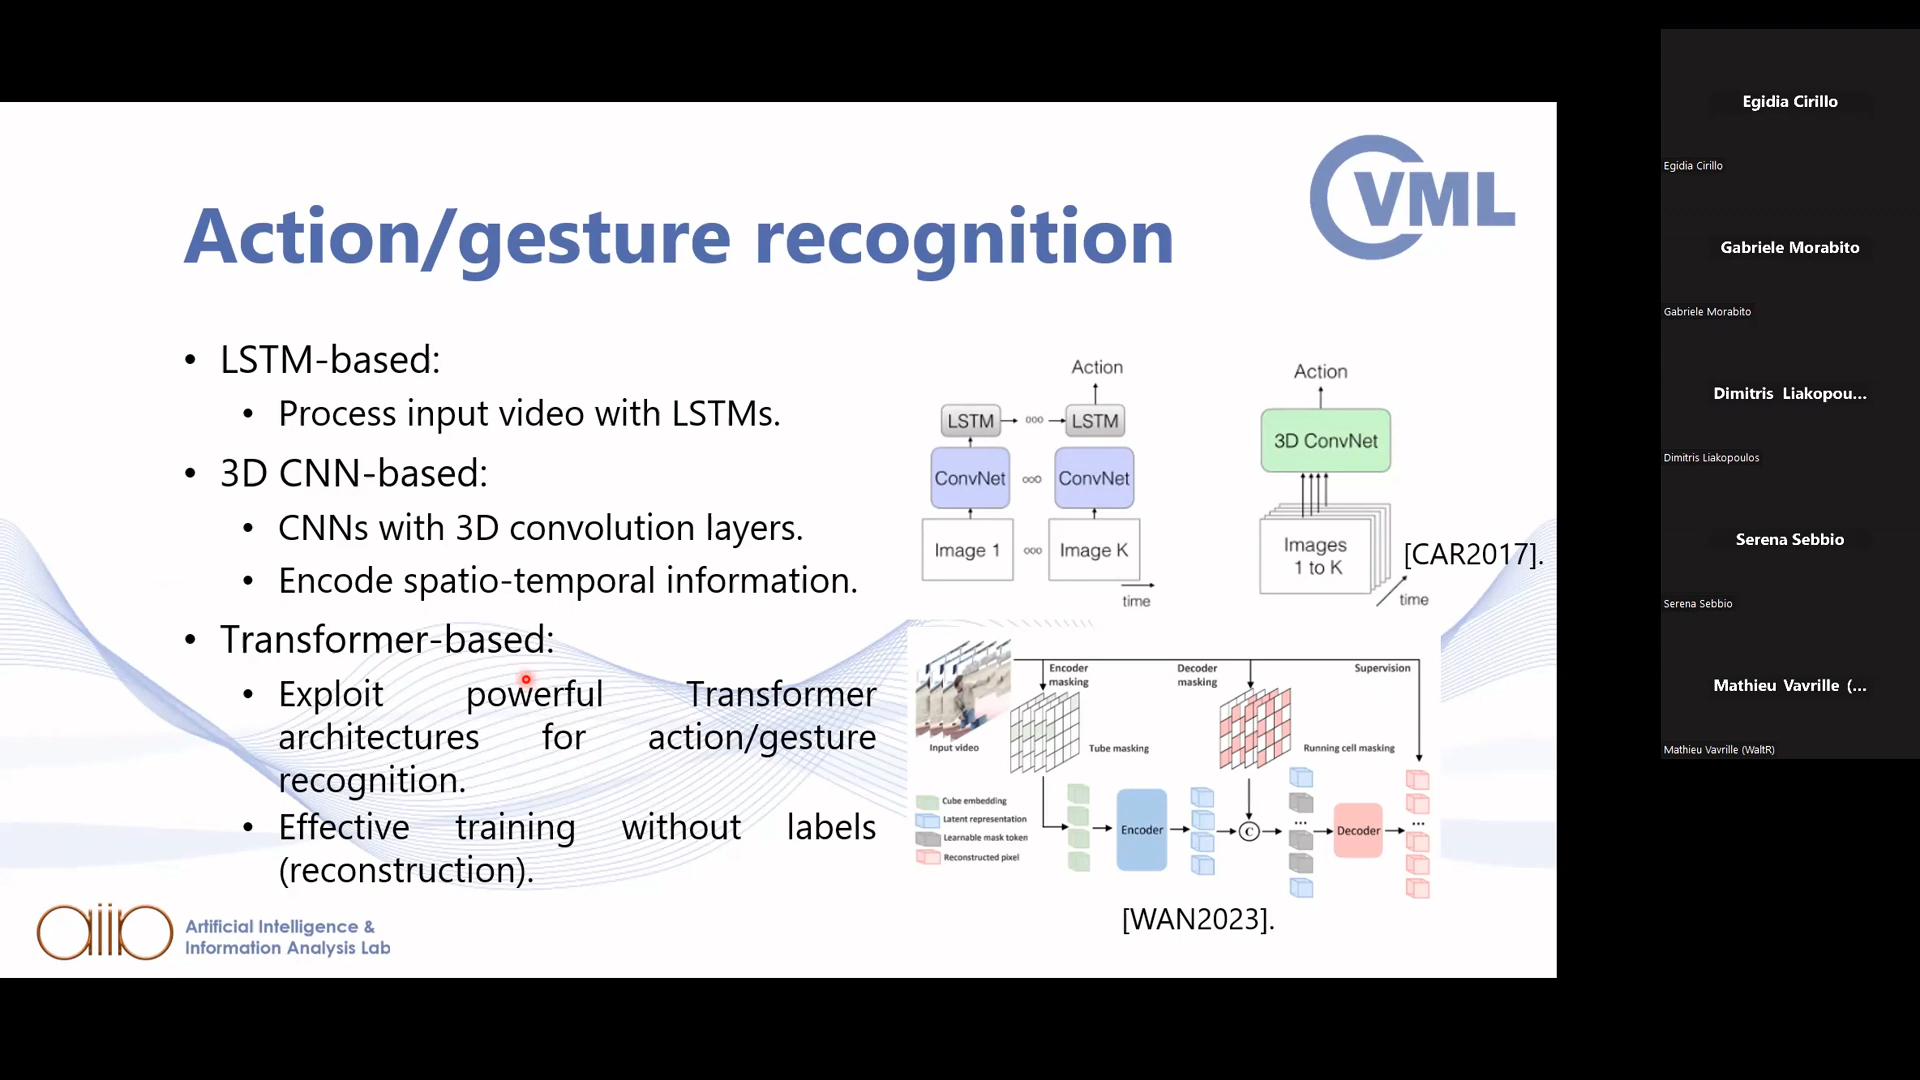 VML
Action/gesture recognition
• LSTM-based:
• Process input video with LSTMs.
• 3D CNN-based:
• CNNs with 3D convolution layers.
• Encode spatio-temporal information.
• Transformer-based:
• Exploit powerful Transformer
architectures for action/gesture
recognition.
• Effective training without labels
(reconstruction).
Action
LSTM
LSTM
ConvNet
ConvNet
Image 1
Image K
time
Action
3D ConvNet
Images
1 to K
time
[CAR2017].
Encoder
masking
Decoder
masking
Supervision
Input video
Tube masking
Running cell masking
Cube embedding
Latent representation
Learnable mask token
Reconstructed pixel
Encoder
C
...
Decoder
...
[WAN2023].
aiia
Artificial Intelligence &
Information Analysis Lab
Egidia Cirillo
Egidia Cirillo
Gabriele Morabito
Gabriele Morabito
Dimitris Liakopou...
Dimitris Liakopoulos
Serena Sebbio
Serena Sebbio
Mathieu Vavrille (...
Mathieu Vavrille (WaltR)